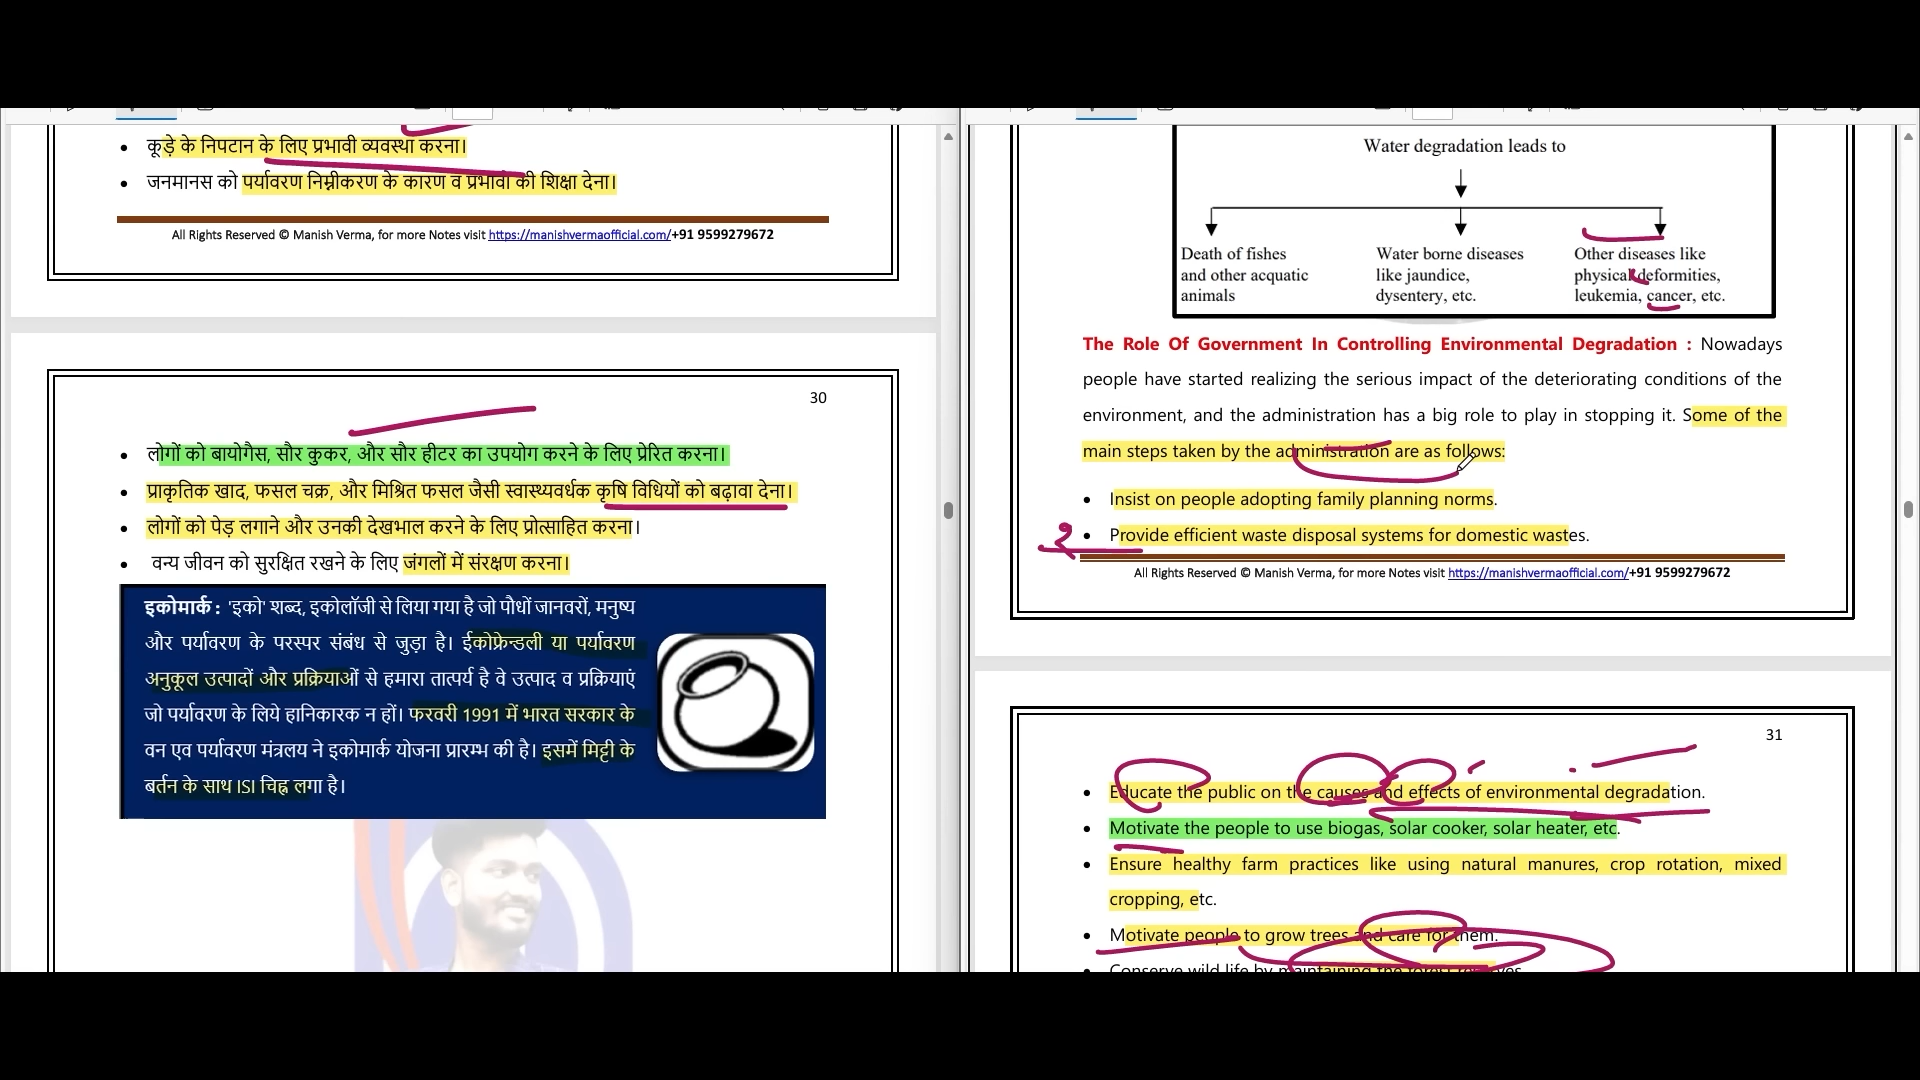 कूड़े के निपटान के लिए प्रभावी व्यवस्था करना।
जनमानस को पर्यावरण निम्नीकरण के कारण व प्रभावों की शिक्षा देना।
All Rights Reserved © Manish Verma, for more Notes visit https://manishvermaofficial.com/+91 9599279672
30
लोगों को बायोगैस, सौर कुकर, और सौर हीटर का उपयोग करने के लिए प्रेरित करना।
प्राकृतिक खाद, फसल चक्र, और मिश्रित फसल जैसी स्वास्थ्यवर्धक कृषि विधियों को बढ़ावा देना।
लोगों को पेड़ लगाने और उनकी देखभाल करने के लिए प्रोत्साहित करना।
वन्य जीवन को सुरक्षित रखने के लिए जंगलों में संरक्षण करना।
इकोमार्क : 'इको' शब्द, इकोलॉजी से लिया गया है जो पौधों जानवरों, मनुष्य
और पर्यावरण के परस्पर संबंध से जुड़ा है। ईकोफ्रेन्डली या पर्यावरण
अनुकूल उत्पादों और प्रक्रियाओं से हमारा तात्पर्य है वे उत्पाद व प्रक्रियाएं
जो पर्यावरण के लिये हानिकारक न हों। फरवरी 1991 में भारत सरकार के
वन एव पर्यावरण मंत्रलय ने इकोमार्क योजना प्रारम्भ की है। इसमें मिट्टी के
बर्तन के साथ ISI चिह्न लगा है।
Water degradation leads to
Death of fishes
and other acquatic
animals
Water borne diseases
like jaundice,
dysentery, etc.
Other diseases like
physical deformities,
leukemia, cancer, etc.
The Role Of Government In Controlling Environmental Degradation : Nowadays
people have started realizing the serious impact of the deteriorating conditions of the
environment, and the administration has a big role to play in stopping it. Some of the
main steps taken by the administration are as follows:
Insist on people adopting family planning norms.
Provide efficient waste disposal systems for domestic wastes.
All Rights Reserved © Manish Verma, for more Notes visit https://manishvermaofficial.com/+91 9599279672
31
Educate the public on the causes and effects of environmental degradation.
Motivate the people to use biogas, solar cooker, solar heater, etc.
Ensure healthy farm practices like using natural manures, crop rotation, mixed
cropping, etc.
Motivate people to grow trees and care for them.
Conserve wild life by maintaining the forest reserves